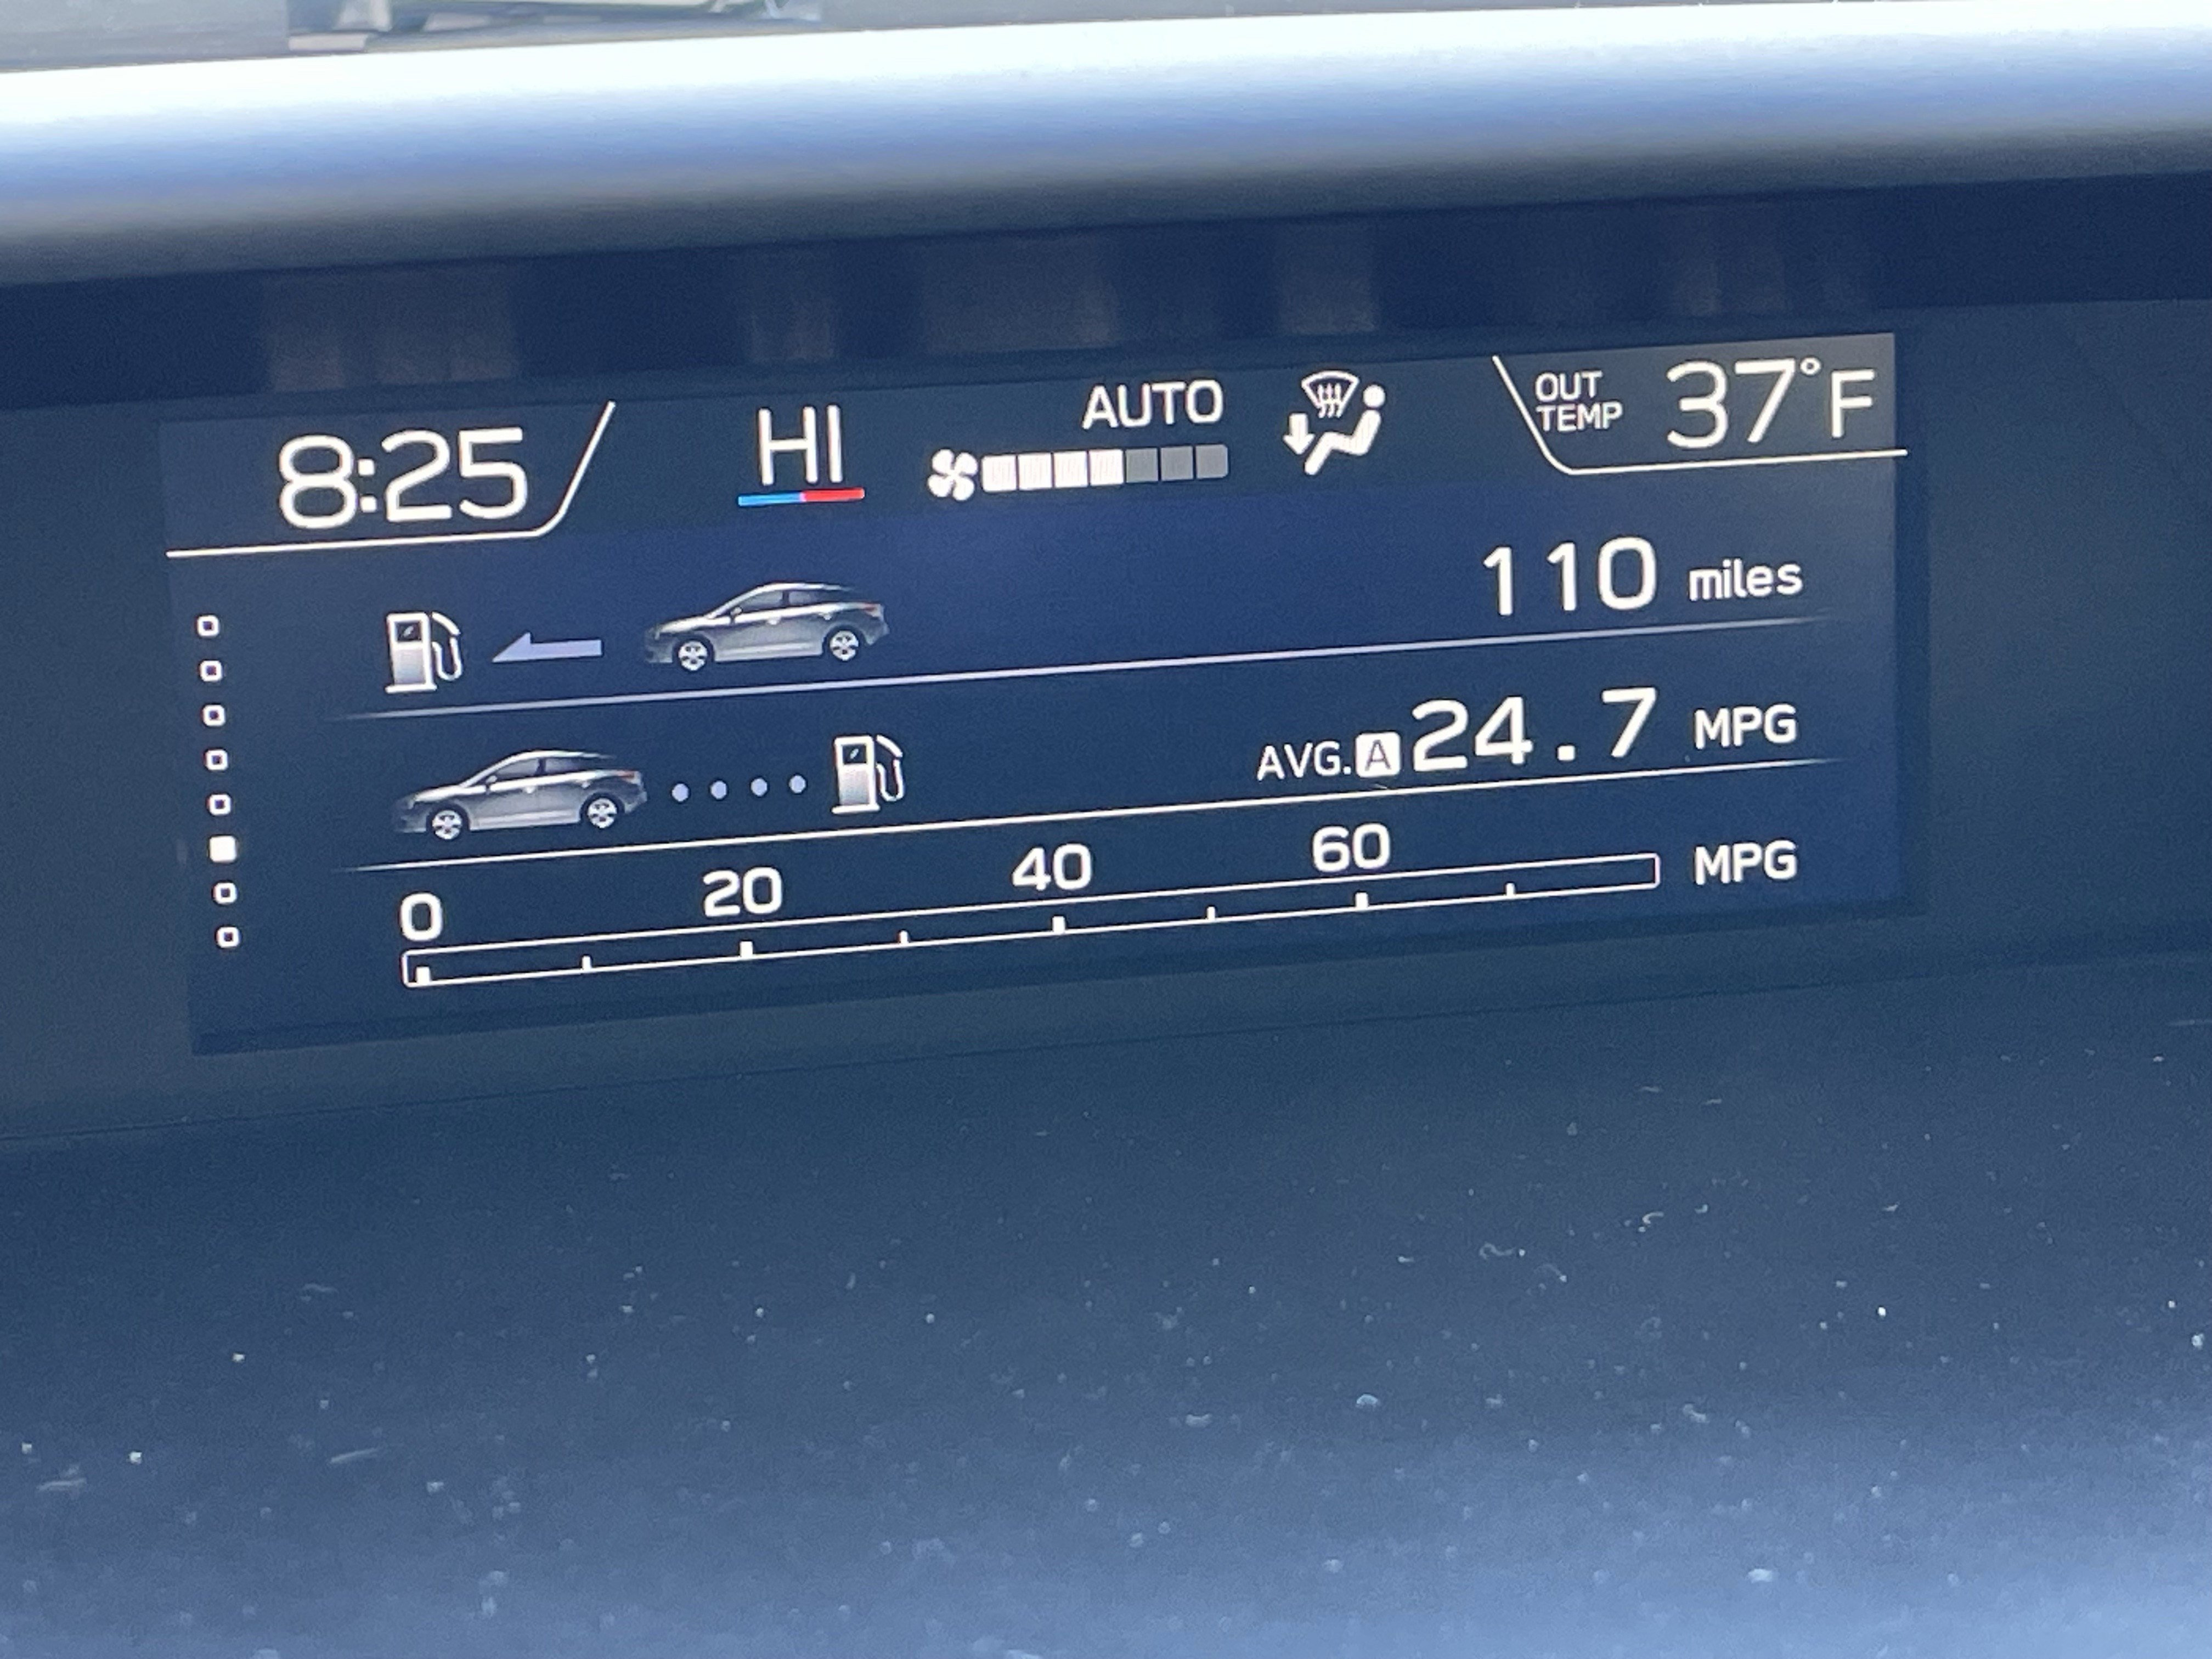 8:25 HI AUTO OUT TEMP 37°F
110 miles
AVG. A 24.7 MPG
0 20 40 60 MPG